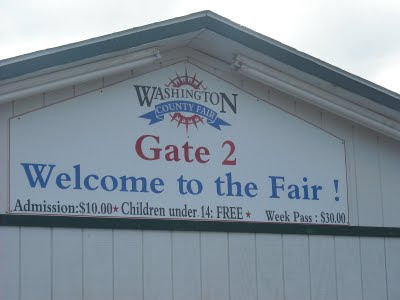 WASHINGTON
COUNTY FAIR
Gate 2
Welcome to the Fair !
Admission:$10.00★Children under 14: FREE★ Week Pass : $30.00